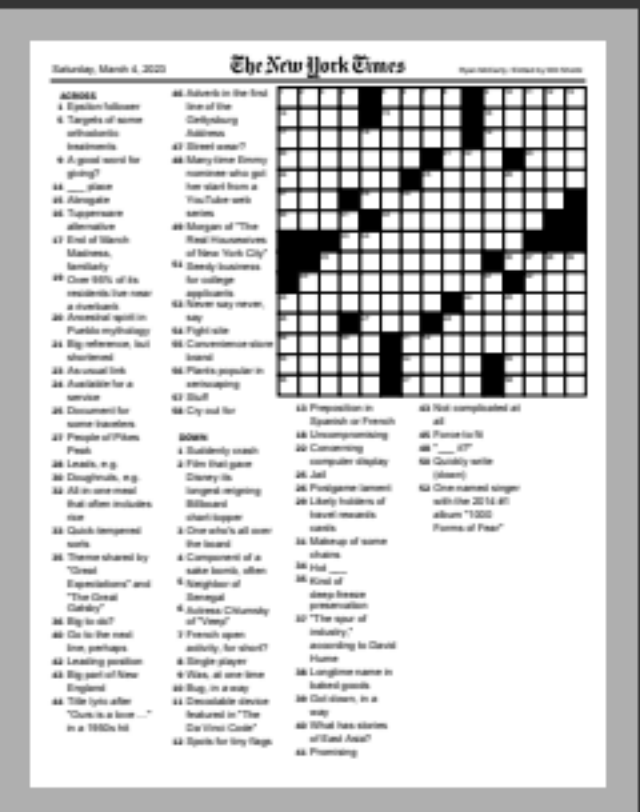 Saturday, March 4, 2023
The New York Times
ACROSS
1 Epsilon follower
5 Targets of some
orthodontic
treatments
9 A good word for
giving?
14 ___ place
15 Abrogate
16 Tupperware
alternative
17 End of March
Madness,
familiarly
19 Over 95% of its
residents live near
a riverbank
20 Ancestral spirit in
Pueblo mythology
21 Big reference, but
shortened
23 As usual link
24 Available for a
service
25 Document for
some travelers
27 People of Pikes
Peak
28 Leads, e.g.
30 Doughnuts, e.g.
32 All-in-one meal
that often includes
rice
33 Quick-tempered
sorts
35 Theme shared by
"Great
Expectations" and
"The Great
Gatsby"
38 Big to-do?
40 Go to the next
line, perhaps
42 Leading position
43 Big part of New
England
44 Title lyric after
"Ours is a love ..."
in a 1950s hit
46 Adverb in the first
line of the
Gettysburg
Address
47 Street wear?
48 Many-time Emmy
nominee who got
her start from a
YouTube web
series
49 Morgan of "The
Real Housewives
of New York City"
51 Seedy business
for college
applicants
53 Never say never,
say
54 Fight site
55 Convenience store
brand
56 Plants popular in
xeriscaping
57 Stuff
58 Cry out for
DOWN
1 Suddenly crash
2 Film that gave
Disney its
longest-reigning
Billboard
chart-topper
3 One who's all over
the board
4 Component of a
sake bomb, often
5 Neighbor of
Senegal
6 Actress Chlumsky
of "Veep"
7 French open
activity, for short?
8 Single player
9 Was, at one time
10 Bug, in a way
11 Decodable device
featured in "The
Da Vinci Code"
12 Spots for tiny flags
13 Preposition in
Spanish or French
18 Uncompromising
22 Concerning
computer display
25 Jail
26 Postgame lament
29 Likely holders of
travel rewards
cards
31 Makeup of some
chains
34 Hot ___
35 Kind of
deep-freeze
preservation
37 "The spur of
industry,"
according to David
Hume
38 Longtime name in
baked goods
39 Got down, in a
way
40 What has stories
of East Asia?
41 Promising
43 Not complicated at
all
45 Force to fit
48 "___ it?"
50 Quickly write
(down)
52 One-named singer
with the 2014 #1
album "1000
Forms of Fear"